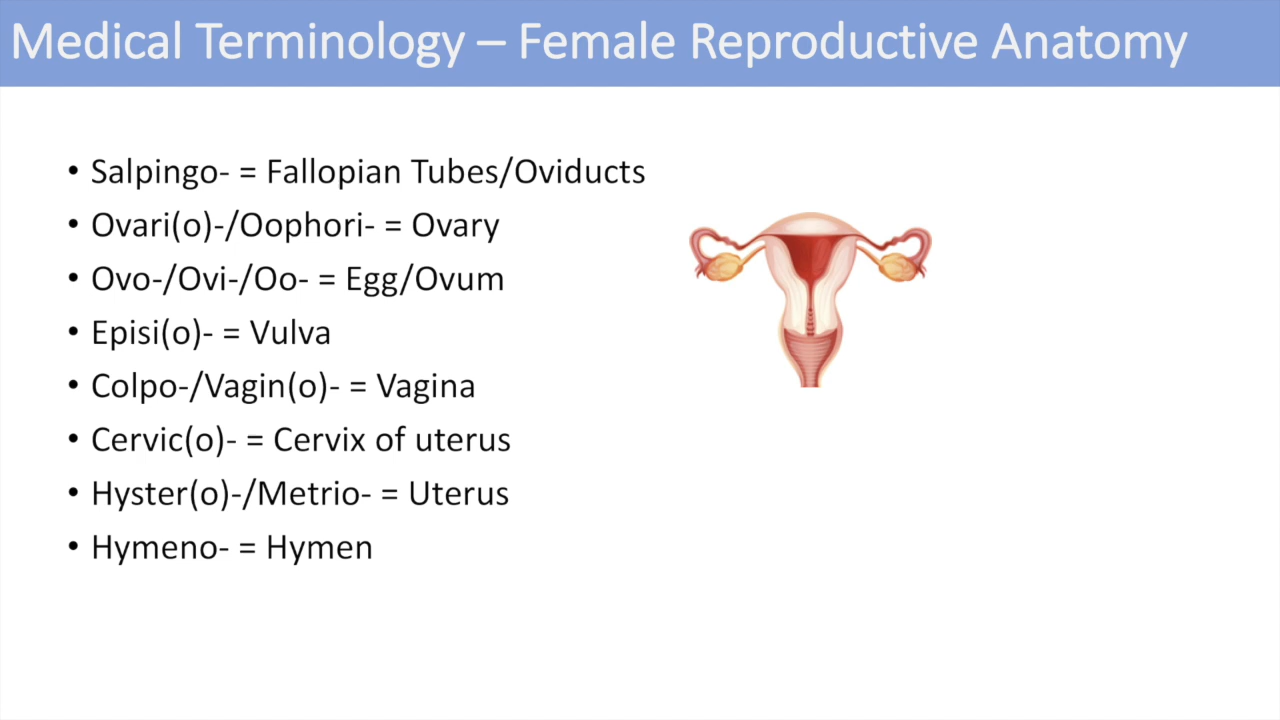 Medical Terminology – Female Reproductive Anatomy
• Salpingo- = Fallopian Tubes/Oviducts
• Ovari(o)-/Oophori- = Ovary
• Ovo-/Ovi-/Oo- = Egg/Ovum
• Episi(o)- = Vulva
• Colpo-/Vagin(o)- = Vagina
• Cervic(o)- = Cervix of uterus
• Hyster(o)-/Metrio- = Uterus
• Hymeno- = Hymen